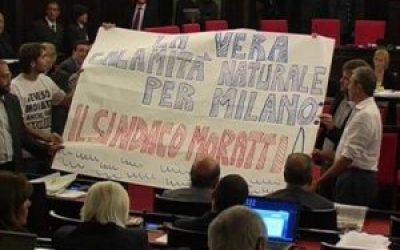 LA VERA
CALAMITÀ NATURALE
PER MILANO:
IL SINDACO MORATTI!